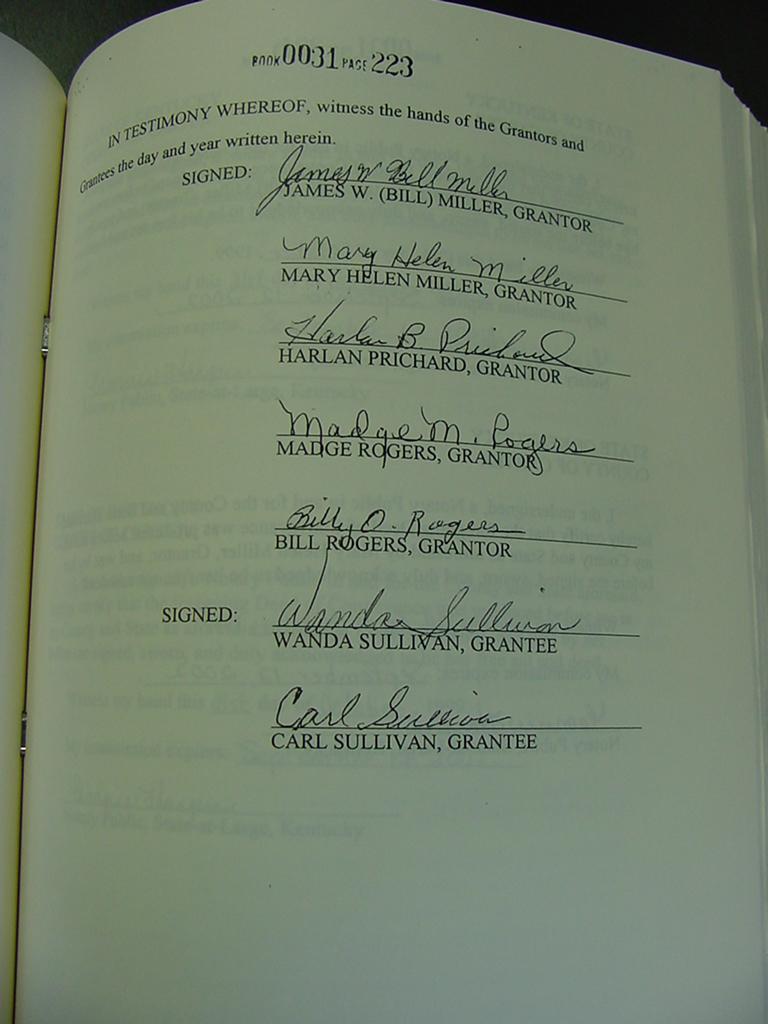 BOOK 0031 PAGE 223
IN TESTIMONY WHEREOF, witness the hands of the Grantors and
Grantees the day and year written herein.
SIGNED: James W Bill Miller
JAMES W. (BILL) MILLER, GRANTOR
Mary Helen Miller
MARY HELEN MILLER, GRANTOR
Harlan B. Prichard
HARLAN PRICHARD, GRANTOR
Madge M. Rogers
MADGE ROGERS, GRANTOR
Billy O. Rogers
BILL ROGERS, GRANTOR
SIGNED: Wanda Sullivan
WANDA SULLIVAN, GRANTEE
Carl Sullivan
CARL SULLIVAN, GRANTEE